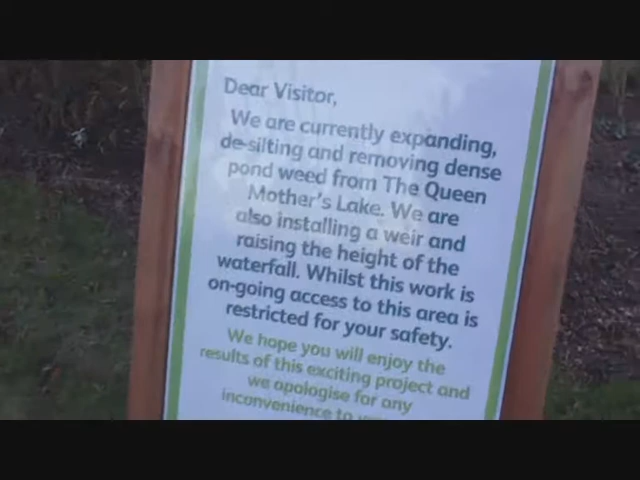 Dear Visitor,
We are currently expanding,
de-silting and removing dense
pond weed from The Queen
Mother's Lake. We are
also installing a weir and
raising the height of the
waterfall. Whilst this work is
on-going access to this area is
restricted for your safety.
We hope you will enjoy the
results of this exciting project and
we apologise for any
inconvenience to